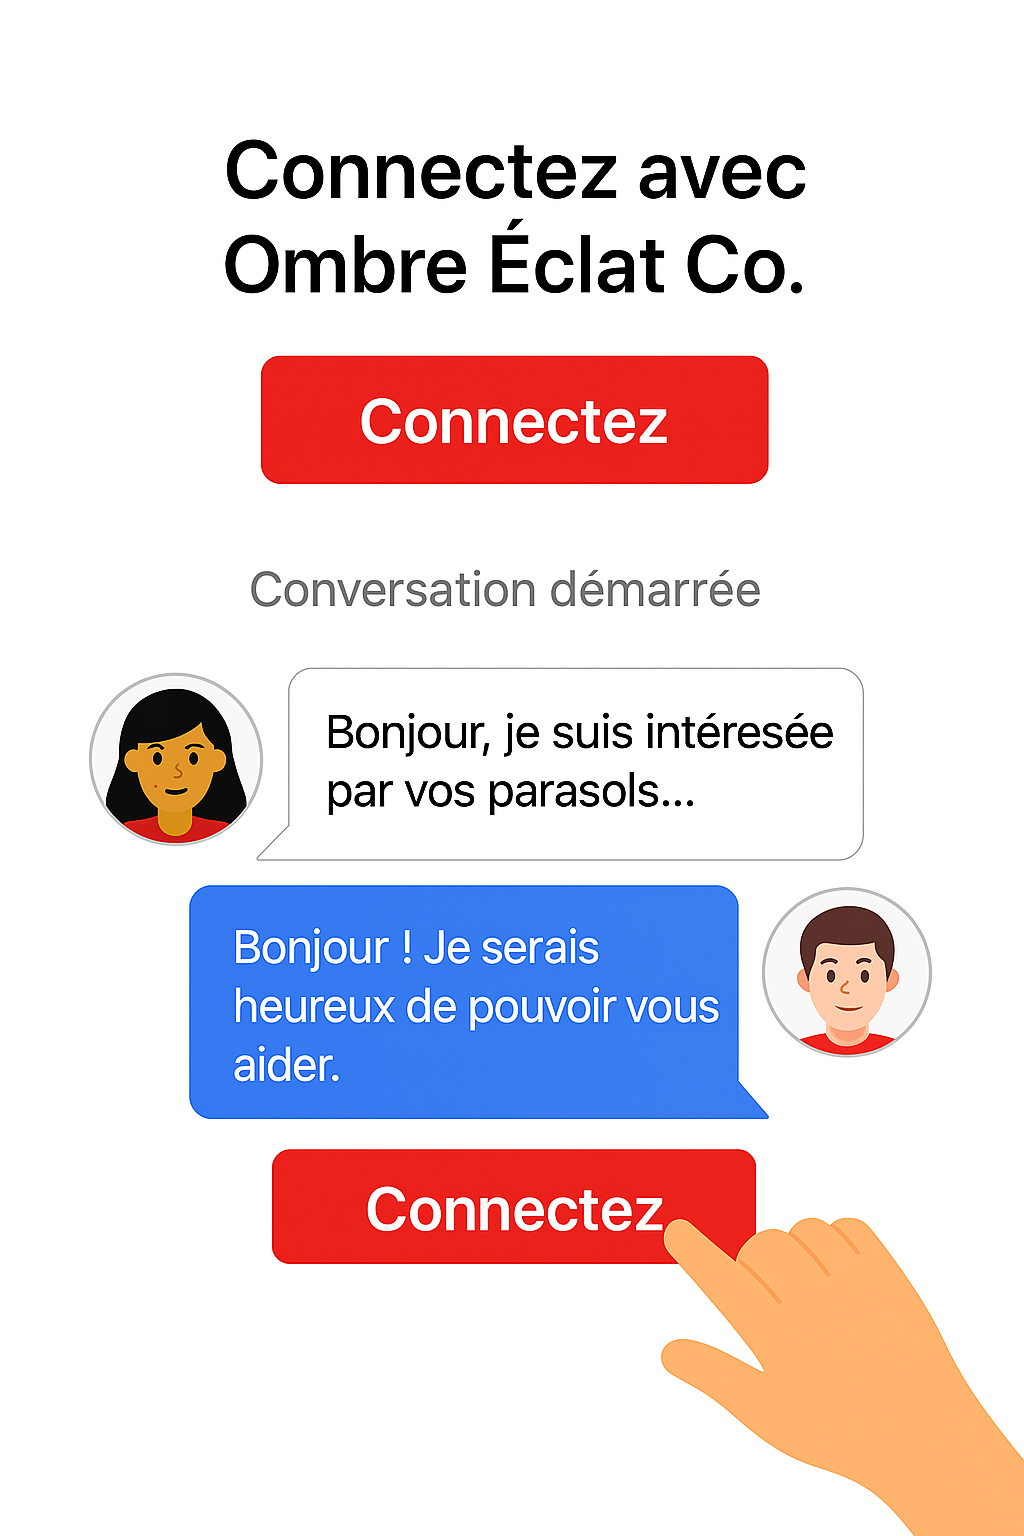 Connectez avec
Ombre Éclat Co.
Connectez
Conversation démarrée
Bonjour, je suis intéresée
par vos parasols...
Bonjour ! Je serais
heureux de pouvoir vous
aider.
Connectez